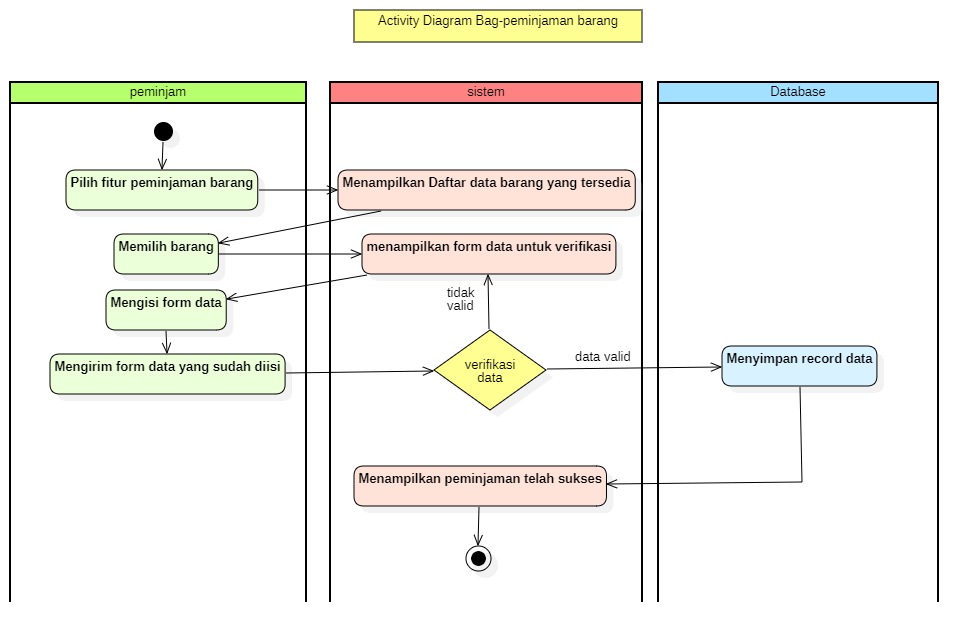 Activity Diagram Bag-peminjaman barang
peminjam
sistem
Database
Pilih fitur peminjaman barang
Menampilkan Daftar data barang yang tersedia
Memilih barang
menampilkan form data untuk verifikasi
Mengisi form data
tidak
valid
Mengirim form data yang sudah diisi
verifikasi
data
data valid
Menyimpan record data
Menampilkan peminjaman telah sukses